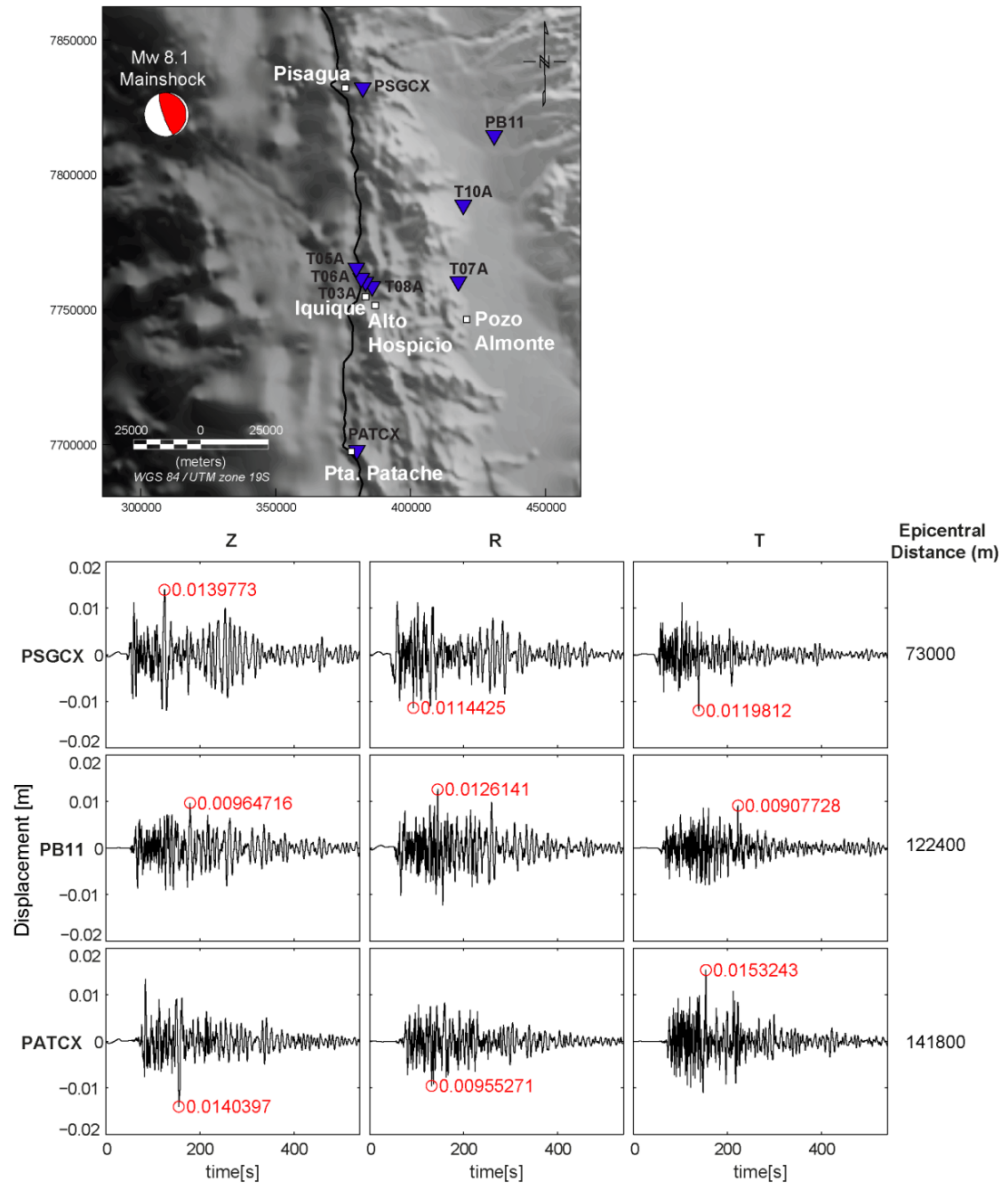 7850000
Mw 8.1
Mainshock
Pisagua
PSGCX
N
PB11
7800000
T10A
T05A
T06A
T07A
T03A
T08A
Iquique
7750000
Alto
Hospicio
Pozo
Almonte
25000 0 25000
PATCX
7700000
(meters)
Pta. Patache
WGS 84 / UTM zone 19S
300000 350000 400000 450000
Z R T
Epicentral
Distance (m)
0.02
0.0139773
0.01
PSGCX 0 73000
0.0114425 0.0119812
−0.01
−0.02
0.02
0.00964716 0.0126141 0.00907728
0.01
PB11 0 122400
−0.01
−0.02
Displacement [m]
0.02
0.0153243
0.01
PATCX 0 141800
0.00955271
−0.01
0.0140397
−0.02
0 200 400 0 200 400 0 200 400
time[s] time[s] time[s]